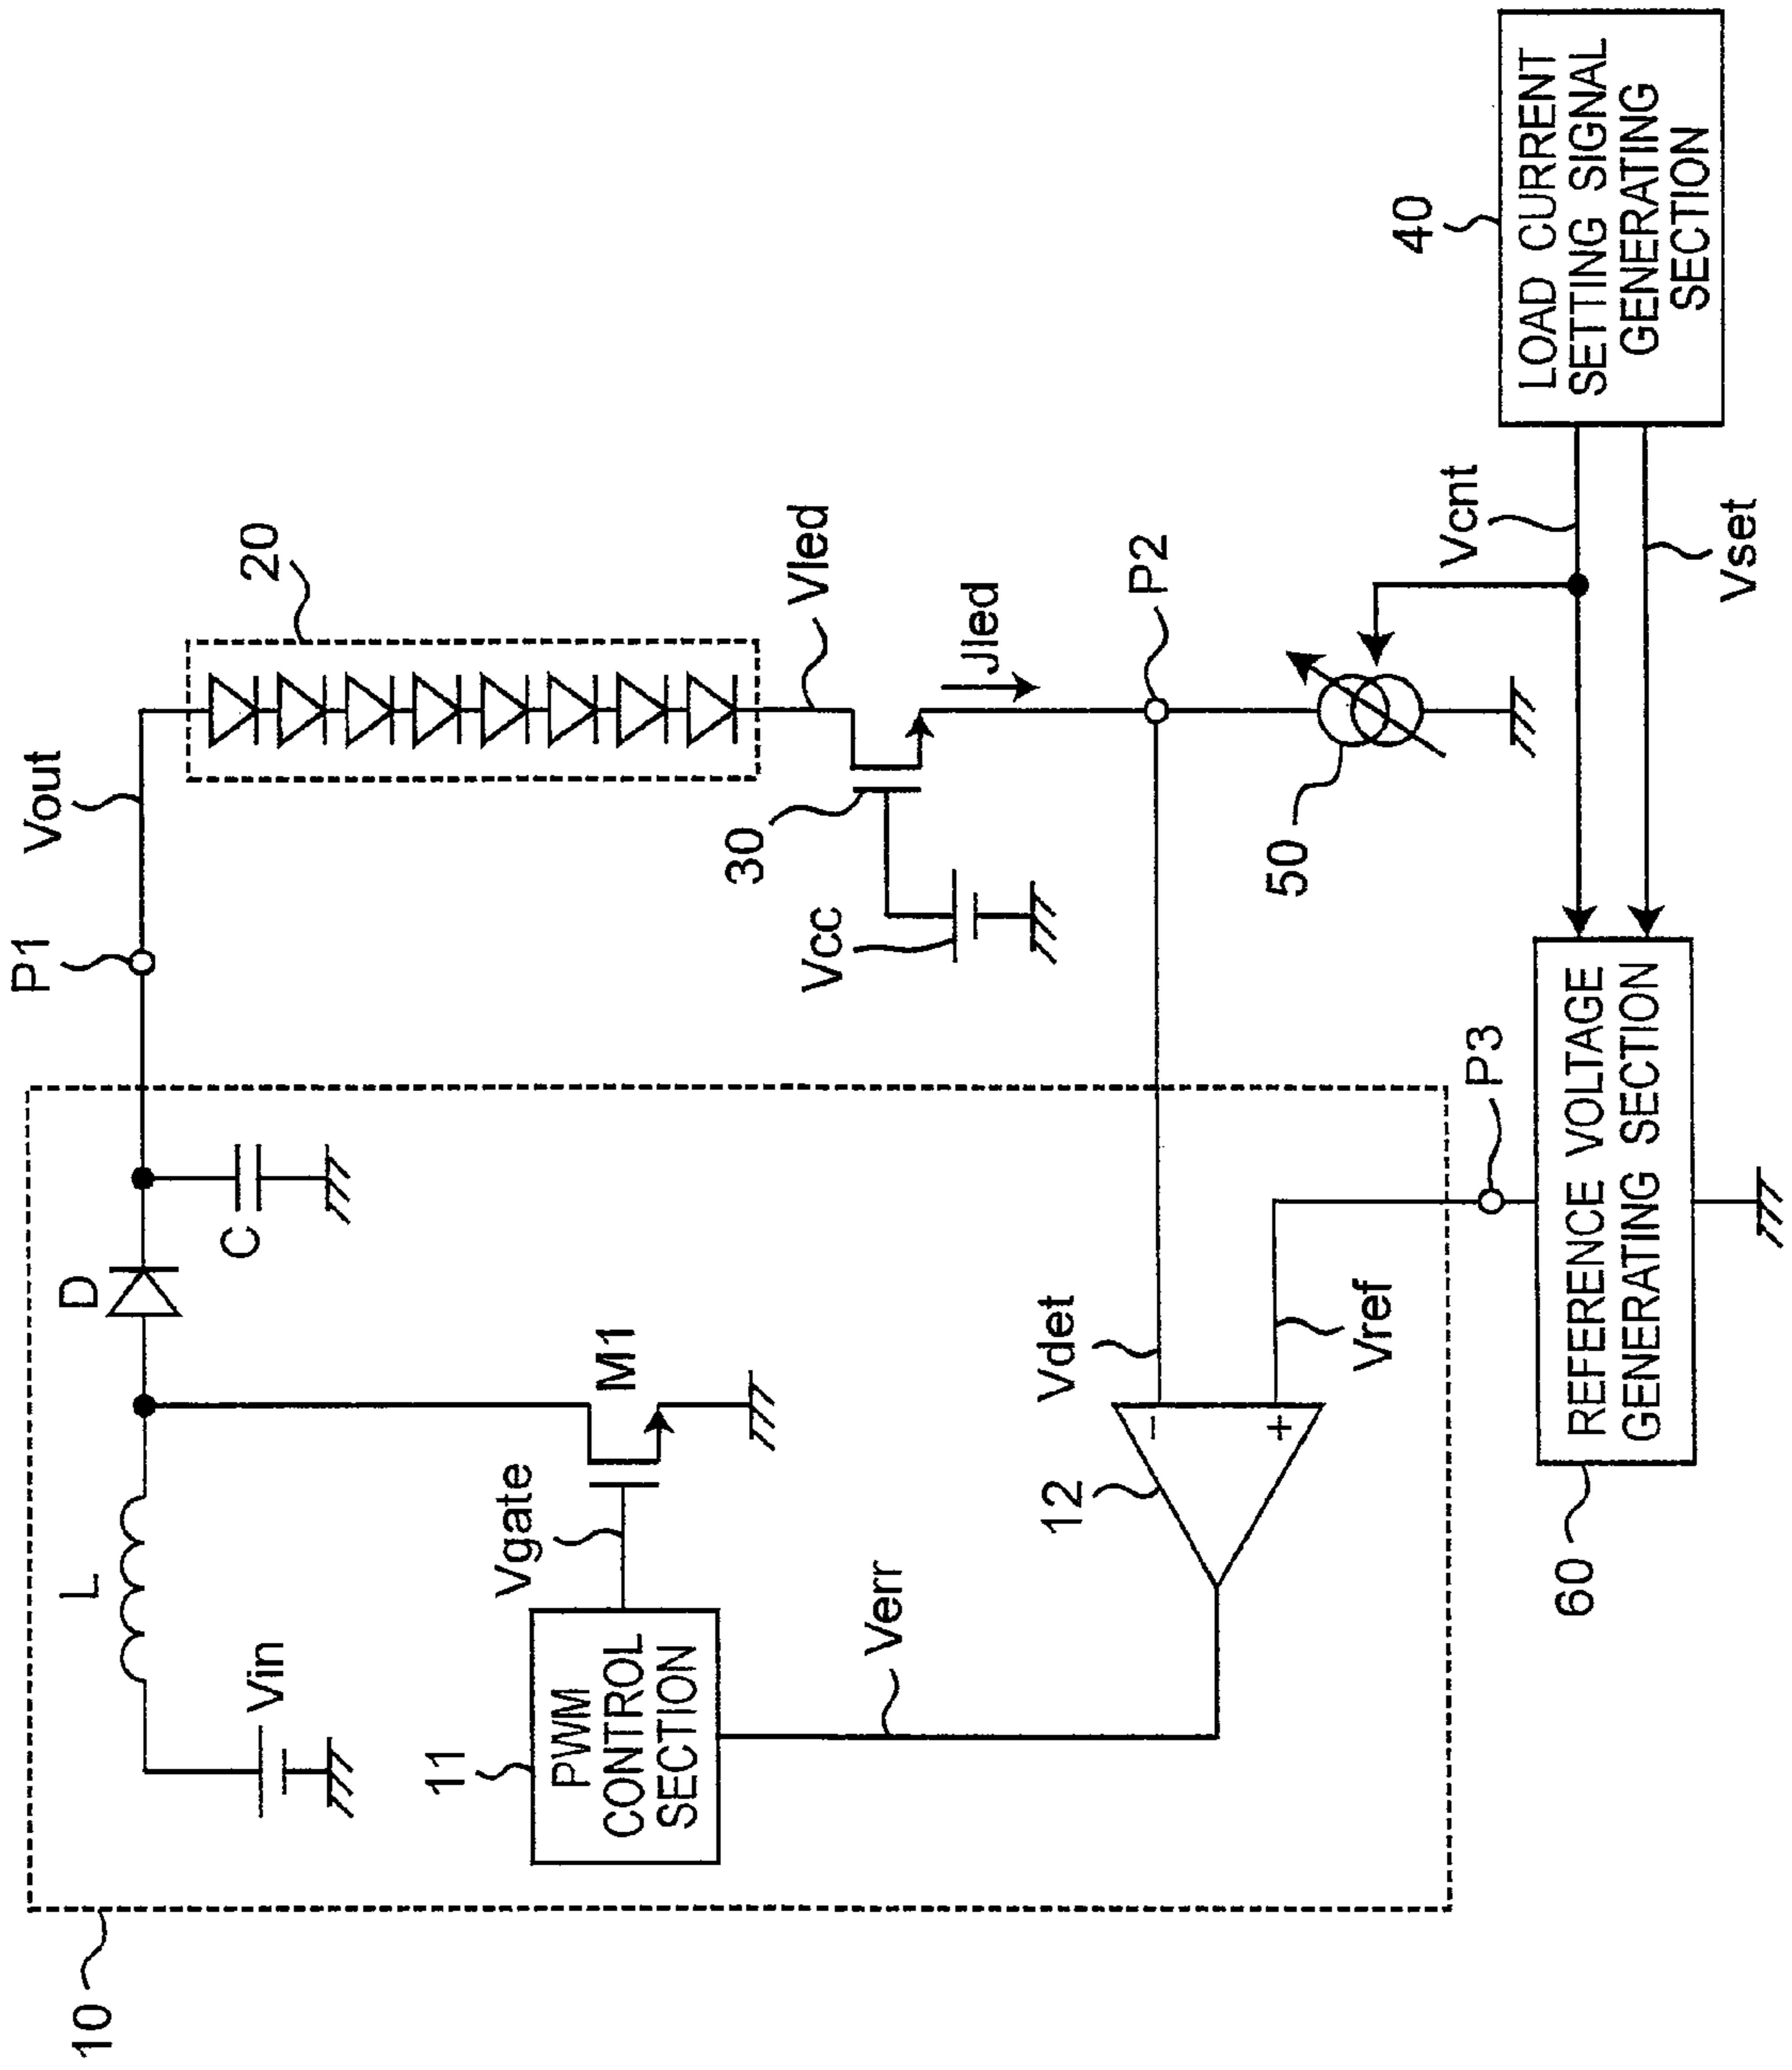 10
L
D
P1
Vout
20
Vin
C
11
PWM
CONTROL
SECTION
Vgate
M1
Vcc
30
Vled
Jled
Verr
12
Vdet
Vref
P2
50
P3
Vcnt
Vset
40
LOAD CURRENT
SETTING SIGNAL
GENERATING
SECTION
60
REFERENCE VOLTAGE
GENERATING SECTION
−
+